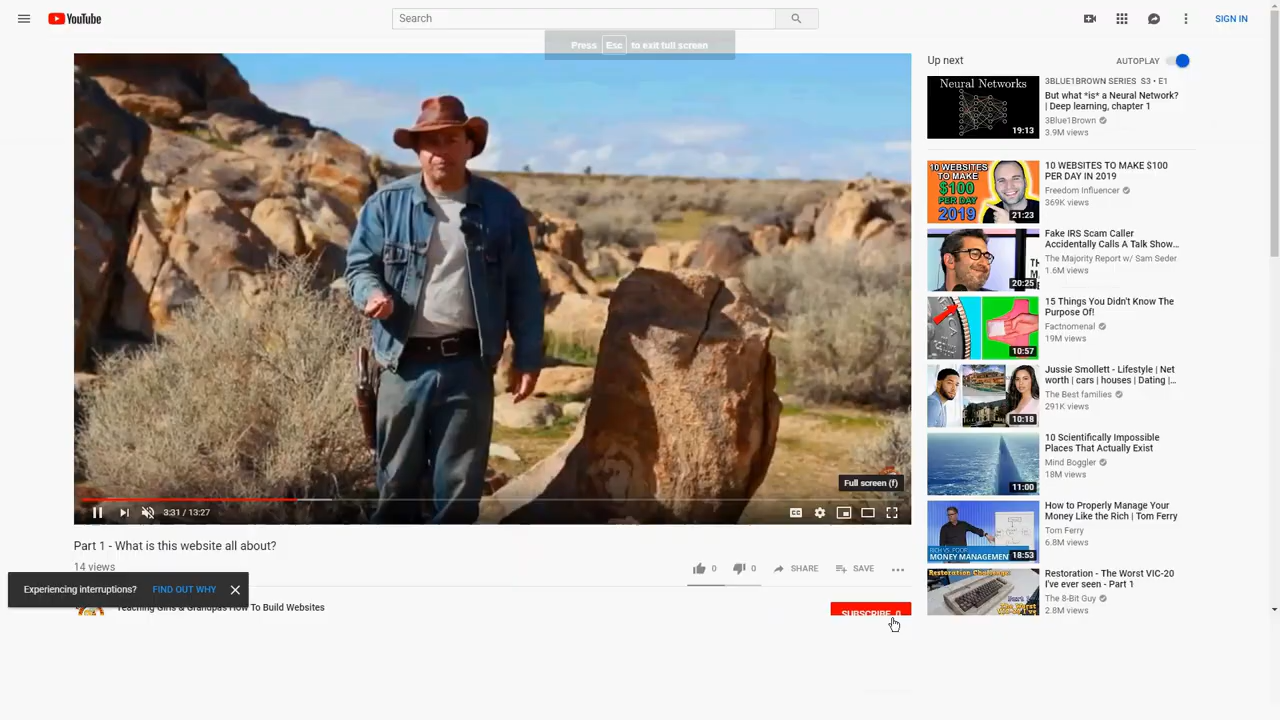 YouTube
Search
SIGN IN
Press Esc to exit full screen
Up next
AUTOPLAY
Neural Networks
19:13
3BLUE1BROWN SERIES S3 • E1
But what *is* a Neural Network?
| Deep learning, chapter 1
3Blue1Brown
3.9M views
10 WEBSITES
TO MAKE
$100
PER DAY
2019
21:23
10 WEBSITES TO MAKE $100
PER DAY IN 2019
Freedom Influencer
369K views
20:25
Fake IRS Scam Caller
Accidentally Calls A Talk Show...
The Majority Report w/ Sam Seder
1.6M views
10:57
15 Things You Didn't Know The
Purpose Of!
Factnomenal
19M views
10:18
Jussie Smollett - Lifestyle | Net
worth | cars | houses | Dating |...
The Best families
291K views
11:00
10 Scientifically Impossible
Places That Actually Exist
Mind Boggler
18M views
RICH VS. POOR
MONEY MANAGEMENT
18:53
How to Properly Manage Your
Money Like the Rich | Tom Ferry
Tom Ferry
6.8M views
Restoration Challenge
Restoration - The Worst VIC-20
I've ever seen - Part 1
The 8-Bit Guy
2.8M views
Full screen (f)
3:31 / 13:27
Part 1 - What is this website all about?
14 views
0
0
SHARE
SAVE
Experiencing interruptions?
FIND OUT WHY
Teaching Girls & Grandpas How To Build Websites
SUBSCRIBE 0